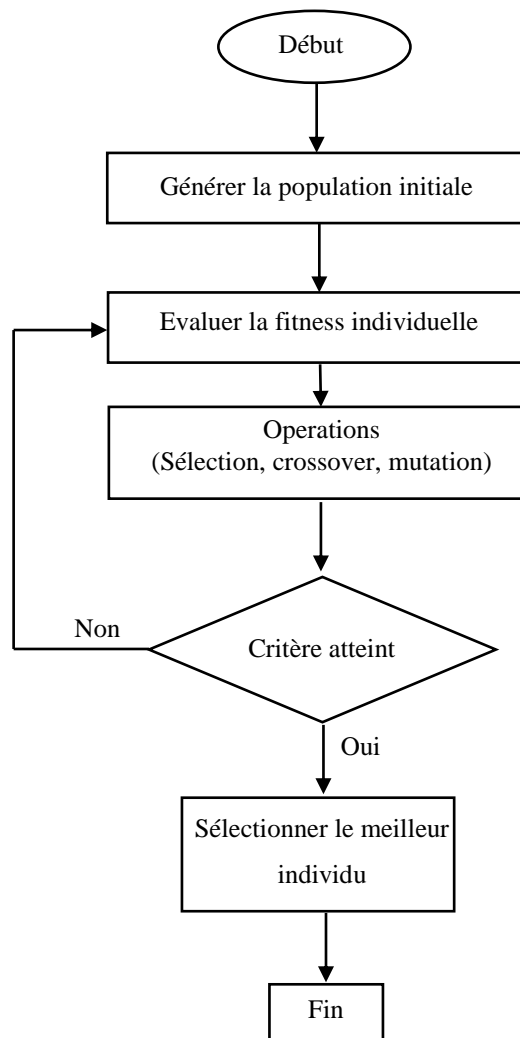 Début
Générer la population initiale
Evaluer la fitness individuelle
Operations
(Sélection, crossover, mutation)
Non
Critère atteint
Oui
Sélectionner le meilleur
individu
Fin